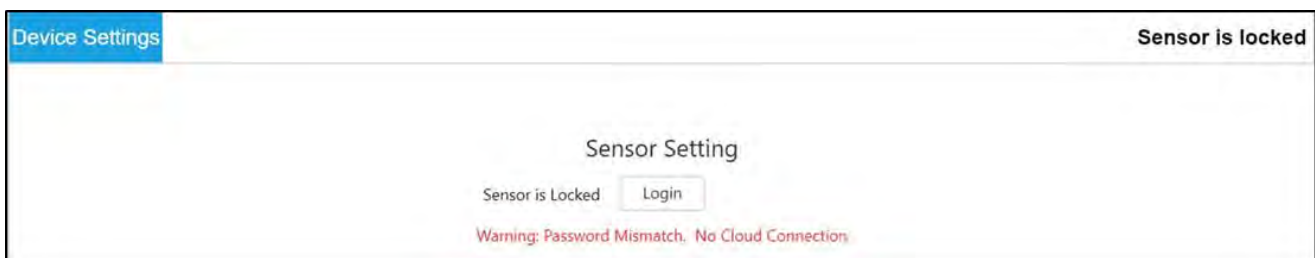 Device Settings
Sensor is locked
Sensor Setting
Sensor is Locked
Login
Warning: Password Mismatch. No Cloud Connection